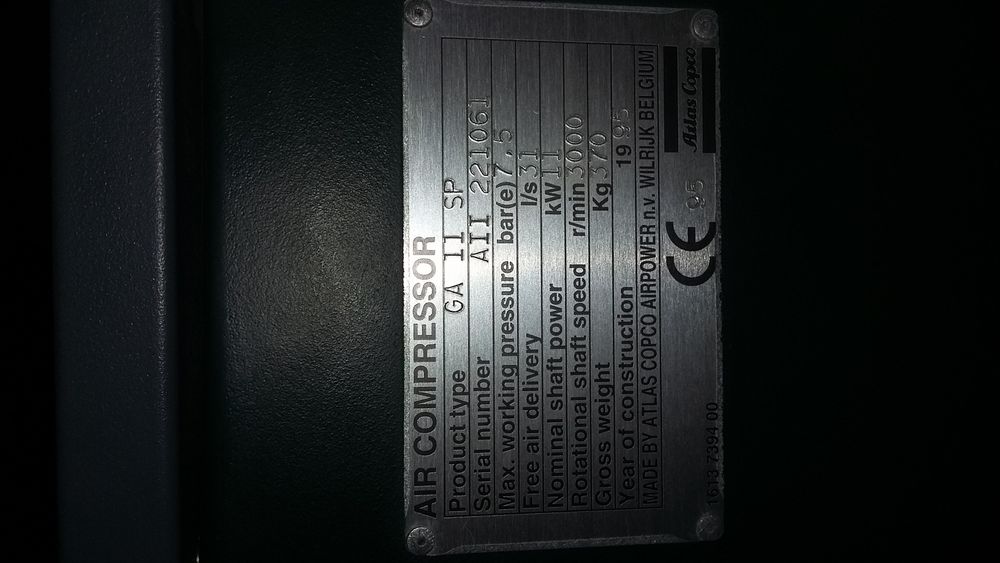 AIR COMPRESSOR
Product type GA 11 SP
Serial number AII 221061
Max. working pressure bar(e) 7,5
Free air delivery l/s 31
Nominal shaft power kW 11
Rotational shaft speed r/min 3000
Gross weight Kg 370
Year of construction 1995
MADE BY ATLAS COPCO AIRPOWER n.v. WILRIJK BELGIUM
CE 95 Atlas Copco
1613 7394 00